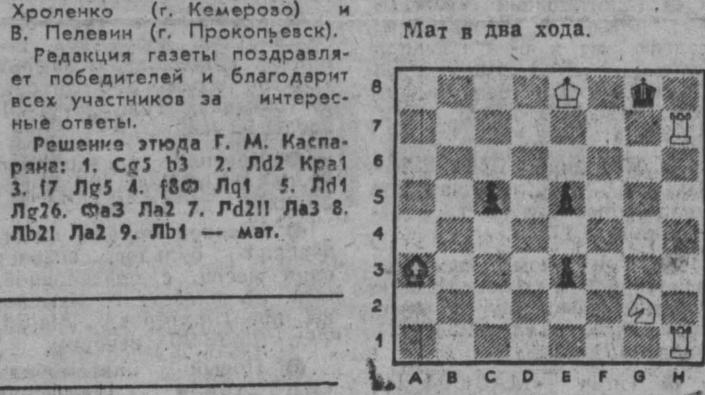 Хроленко (г. Кемерово) и
В. Пелевин (г. Прокопьевск).
Редакция газеты поздравля-
ет победителей и благодарит
всех участников за интерес-
ные ответы.
Решение этюда Г. М. Каспа-
ряна: 1. Сg5 b3 2. Лd2 Кра1
3. f7 Лg5 4. f8Ф Лq1 5. Лd1
Лg26. Фа3 Ла2 7. Лd2!! Ла3 8.
Лb2! Ла2 9. Лb1 — мат.
Мат в два хода.
8
7
6
5
4
3
2
1
A B C D E F G H